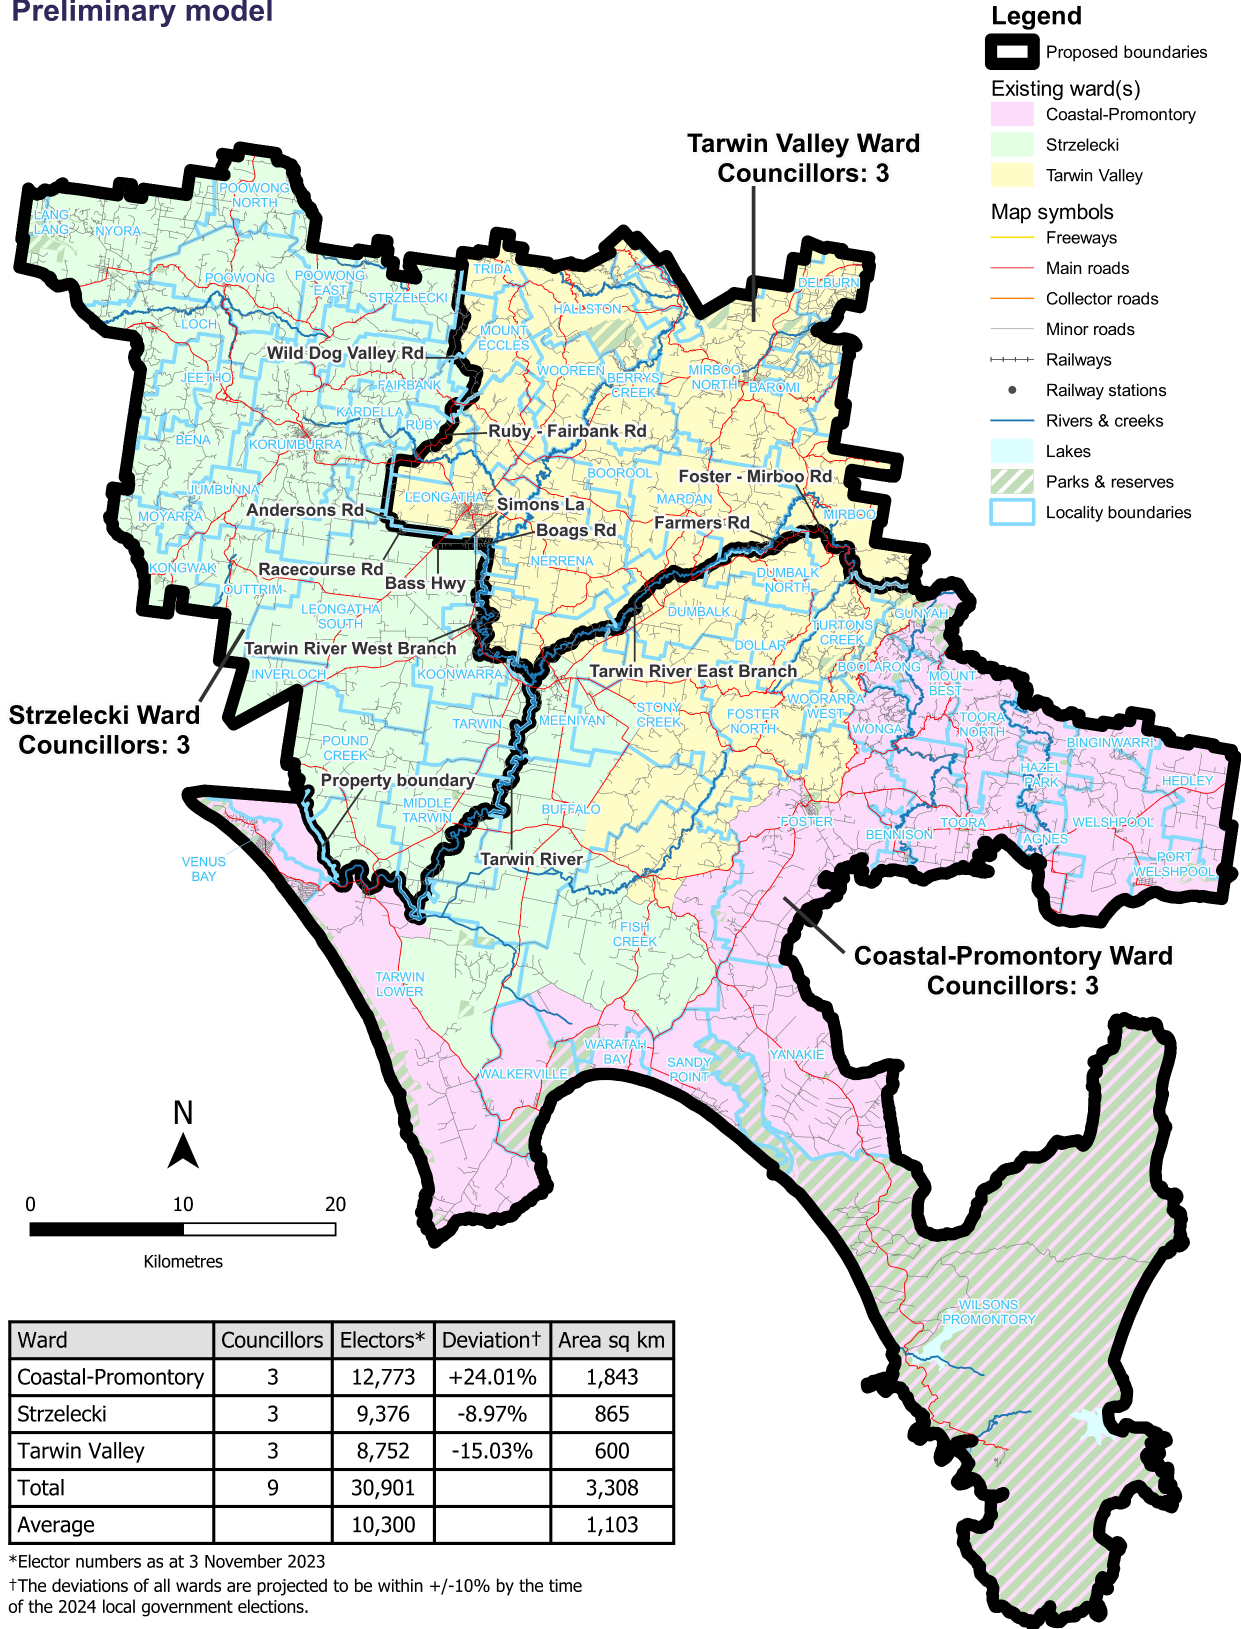 Preliminary model
Legend
Proposed boundaries
Existing ward(s)
Coastal-Promontory
Strzelecki
Tarwin Valley
Map symbols
Freeways
Main roads
Collector roads
Minor roads
Railways
Railway stations
Rivers & creeks
Lakes
Parks & reserves
Locality boundaries
Tarwin Valley Ward
Councillors: 3
POOWONG
NORTH
LANG
LANG
NYORA
POOWONG
POOWONG
EAST
STRZELECKI
TRIDA
DELBURN
HALLSTON
LOCH
MOUNT
ECCLES
Wild Dog Valley Rd
JEETHO
FAIRBANK
WOOREEN
BERRYS
CREEK
MIRBOO
NORTH
BAROMI
KARDELLA
RUBY
Ruby - Fairbank Rd
BENA
KORUMBURRA
BOOROOL
Foster - Mirboo Rd
JUMBUNNA
LEONGATHA
MARDAN
Simons La
Andersons Rd
MOYARRA
MIRBOO
Farmers Rd
Boags Rd
KONGWAK
Racecourse Rd
Bass Hwy
NERRENA
DUMBALK
NORTH
OUTTRIM
LEONGATHA
SOUTH
DUMBALK
GUNYAH
TURTONS
CREEK
Tarwin River West Branch
DOLLAR
Tarwin River East Branch
BOOLARONG
INVERLOCH
KOONWARRA
MOUNT
BEST
WOORARRA
WEST
Strzelecki Ward
Councillors: 3
TARWIN
MEENIYAN
STONY
CREEK
FOSTER
NORTH
WONGA
TOORA
NORTH
POUND
CREEK
BINGINWARRI
HAZEL
PARK
HEDLEY
Property boundary
MIDDLE
TARWIN
BUFFALO
FOSTER
BENNISON
TOORA
AGNES
WELSHPOOL
VENUS
BAY
Tarwin River
PORT
WELSHPOOL
FISH
CREEK
Coastal-Promontory Ward
Councillors: 3
TARWIN
LOWER
WALKERVILLE
WARATAH
BAY
SANDY
POINT
YANAKIE
N
0 10 20
Kilometres
WILSONS
PROMONTORY
Ward Councillors Electors* Deviation† Area sq km
Coastal-Promontory 3 12,773 +24.01% 1,843
Strzelecki 3 9,376 -8.97% 865
Tarwin Valley 3 8,752 -15.03% 600
Total 9 30,901 3,308
Average 10,300 1,103
*Elector numbers as at 3 November 2023
†The deviations of all wards are projected to be within +/-10% by the time
of the 2024 local government elections.